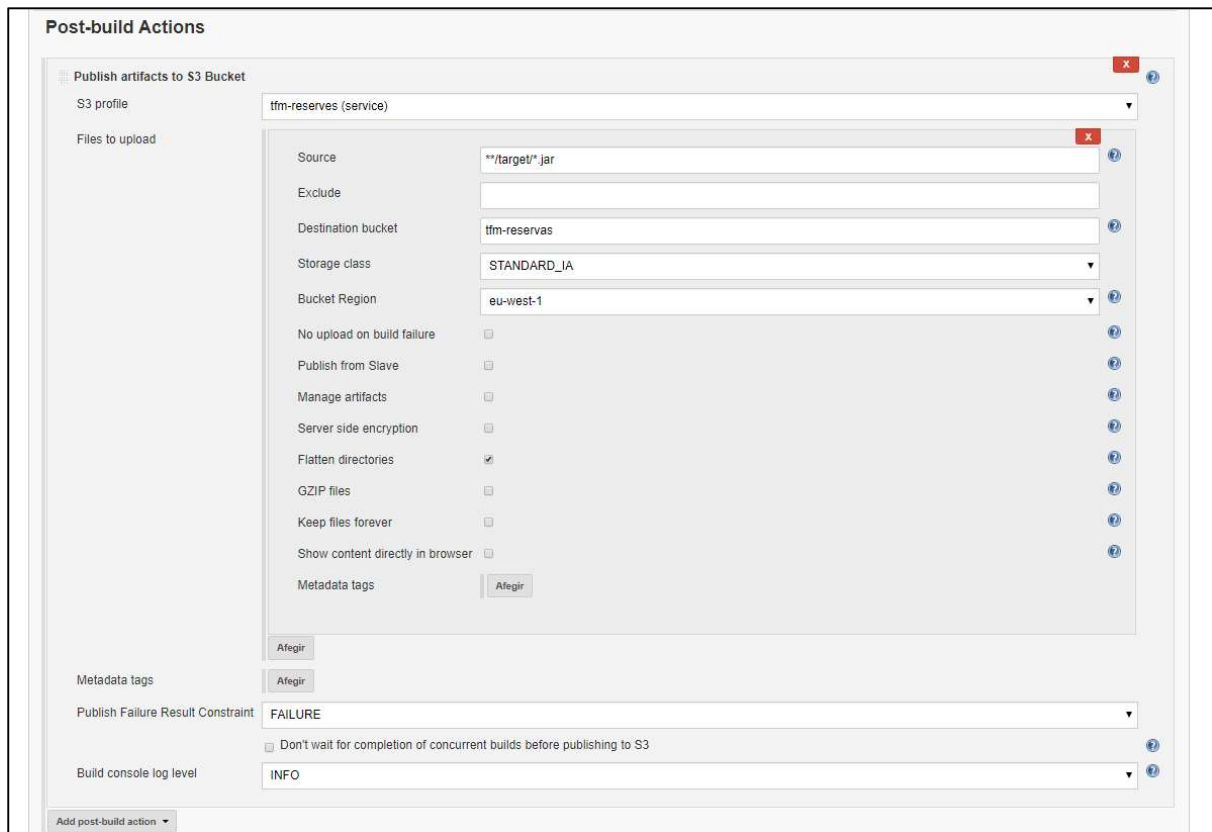 Post-build Actions
Publish artifacts to S3 Bucket
X
S3 profile
tfm-reserves (service)
Files to upload
X
Source
**/target/*.jar
Exclude
Destination bucket
tfm-reservas
Storage class
STANDARD_IA
Bucket Region
eu-west-1
No upload on build failure
Publish from Slave
Manage artifacts
Server side encryption
Flatten directories
GZIP files
Keep files forever
Show content directly in browser
Metadata tags
Afegir
Afegir
Metadata tags
Afegir
Publish Failure Result Constraint
FAILURE
Don't wait for completion of concurrent builds before publishing to S3
Build console log level
INFO
Add post-build action